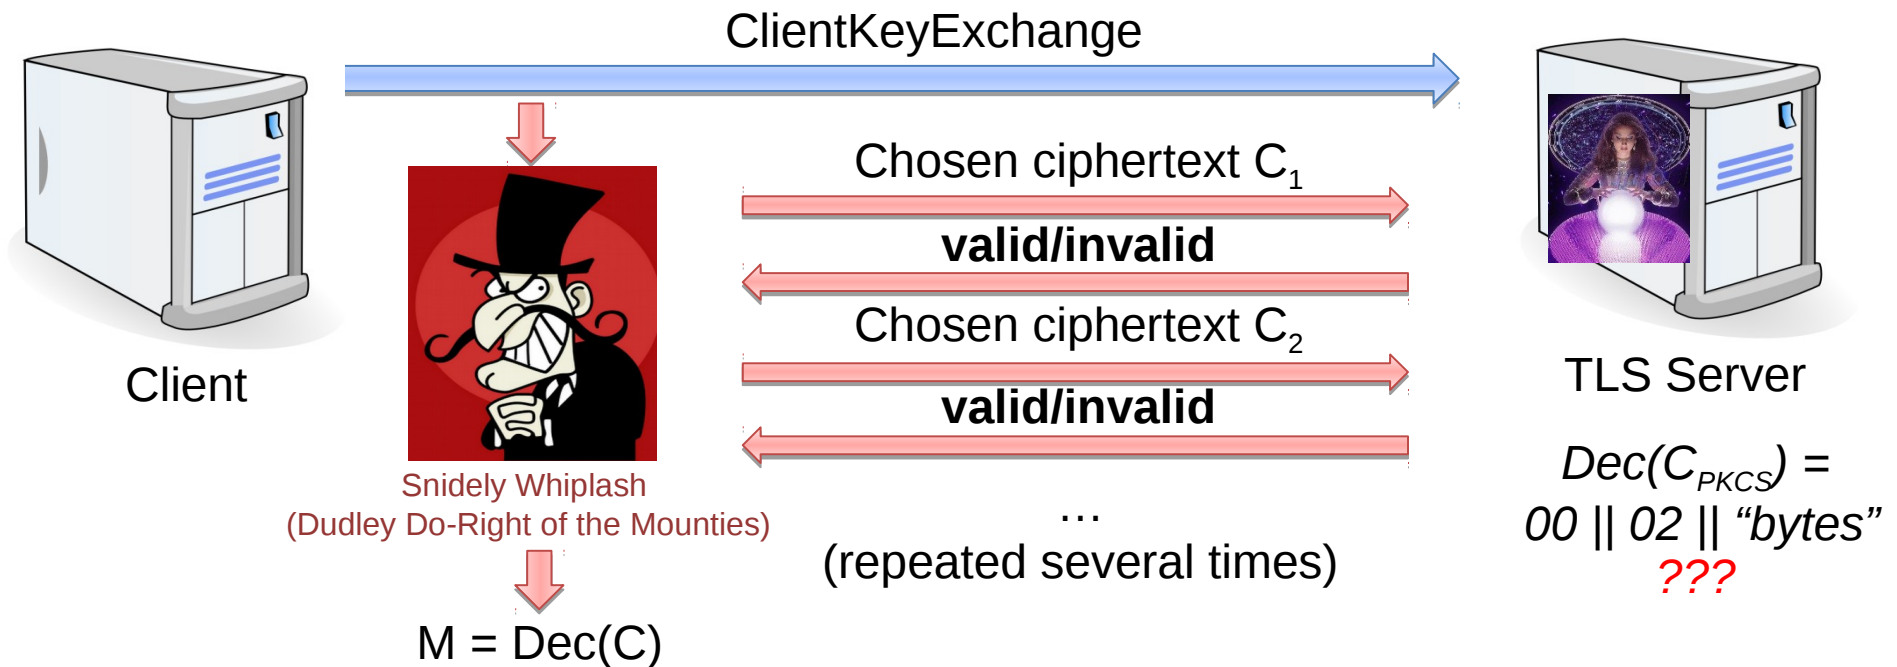 ClientKeyExchange
Chosen ciphertext C1
valid/invalid
Chosen ciphertext C2
valid/invalid
…
(repeated several times)
Client
Snidely Whiplash
(Dudley Do-Right of the Mounties)
M = Dec(C)
TLS Server
Dec(CPKCS) =
00 || 02 || “bytes”
???